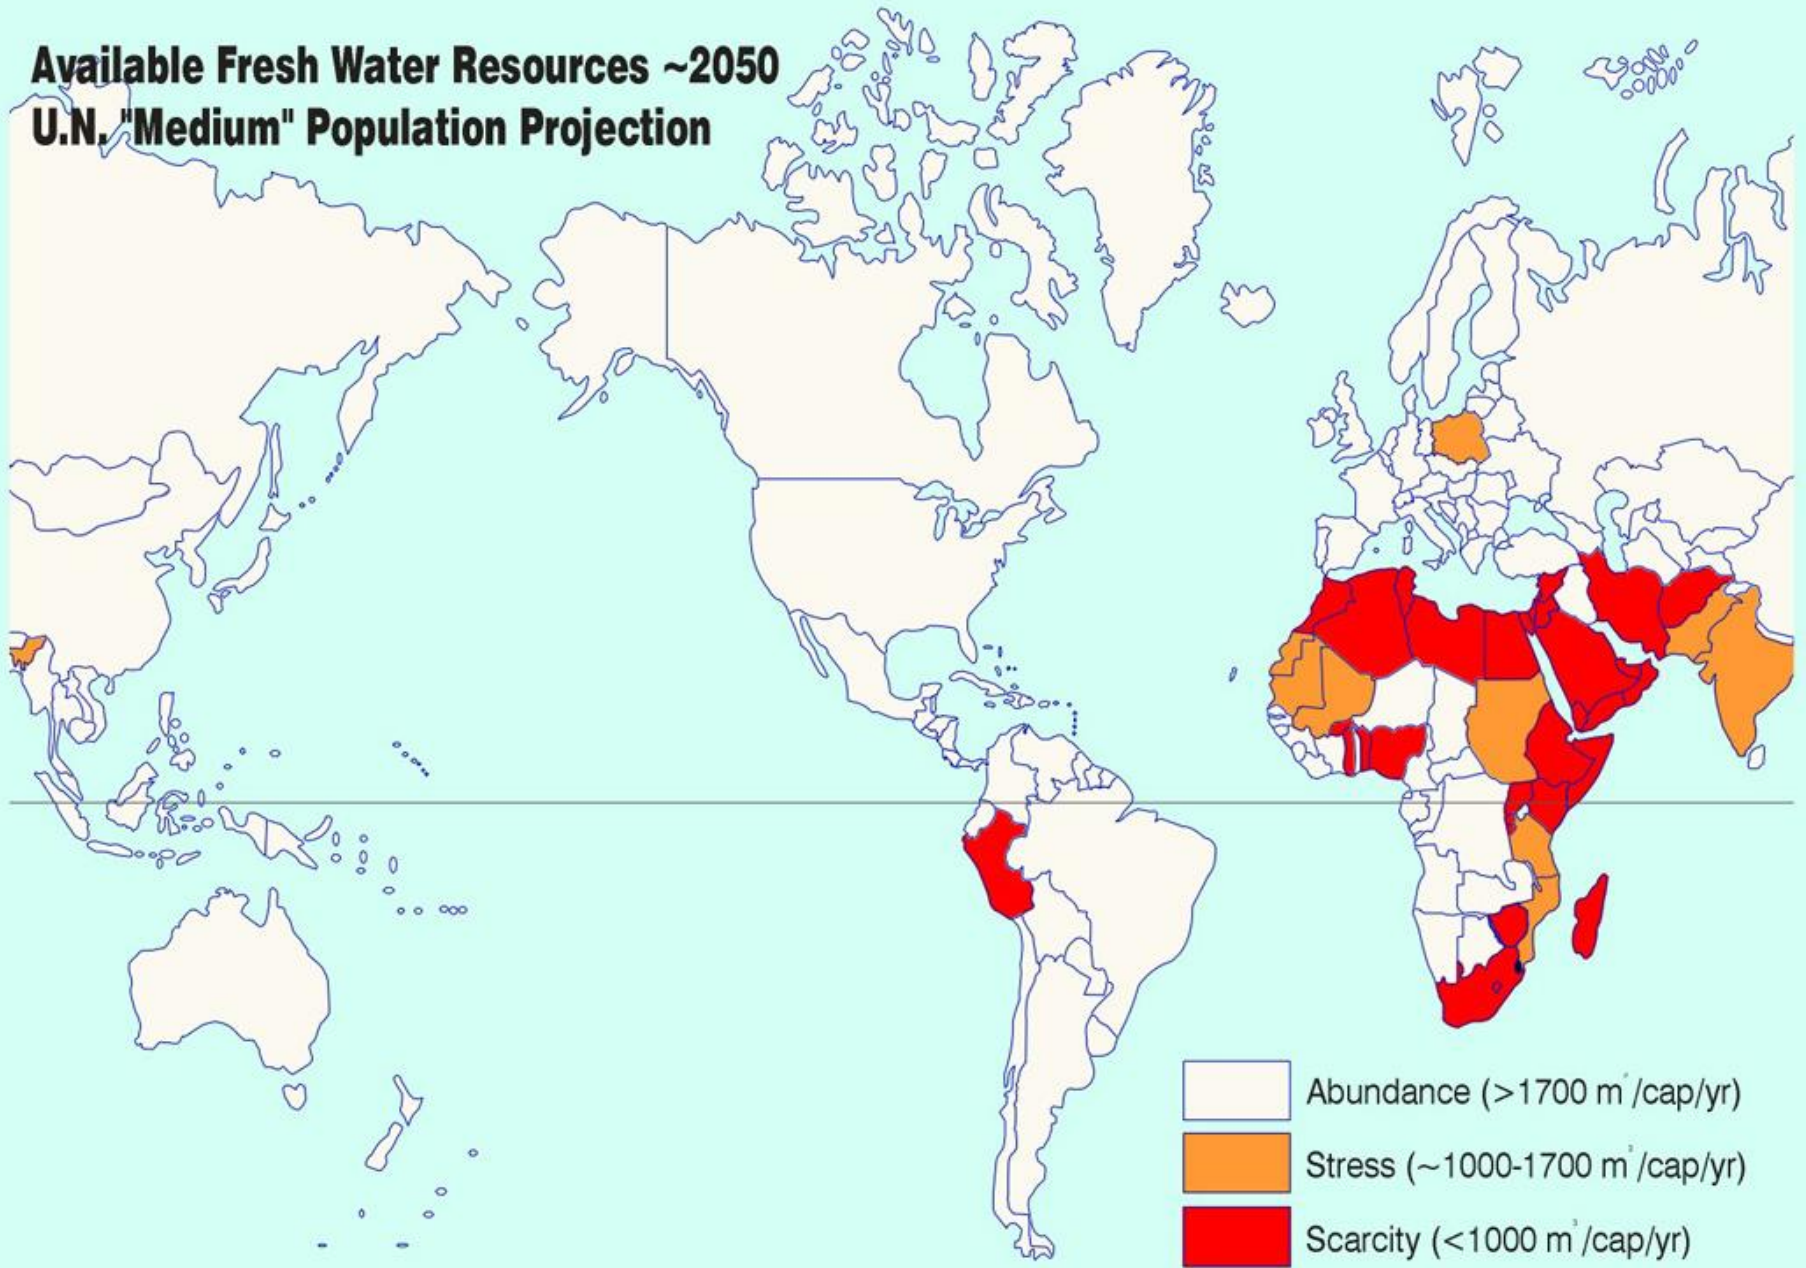 Available Fresh Water Resources ~2050
U.N. "Medium" Population Projection
Abundance (>1700 m³/cap/yr)
Stress (~1000-1700 m³/cap/yr)
Scarcity (<1000 m³/cap/yr)